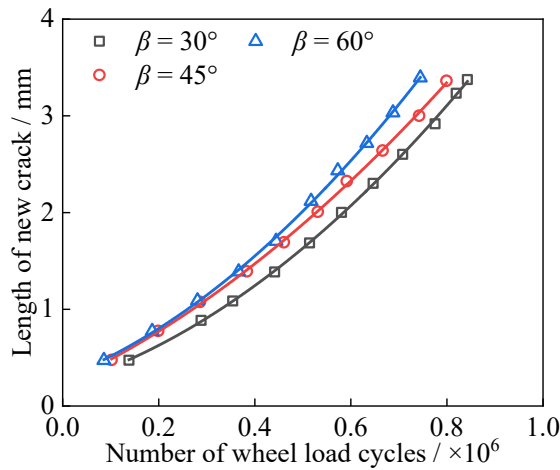 4
3
2
1
0
Length of new crack / mm
β = 30°
β = 60°
β = 45°
0.0
0.2
0.4
0.6
0.8
1.0
Number of wheel load cycles / ×10⁶